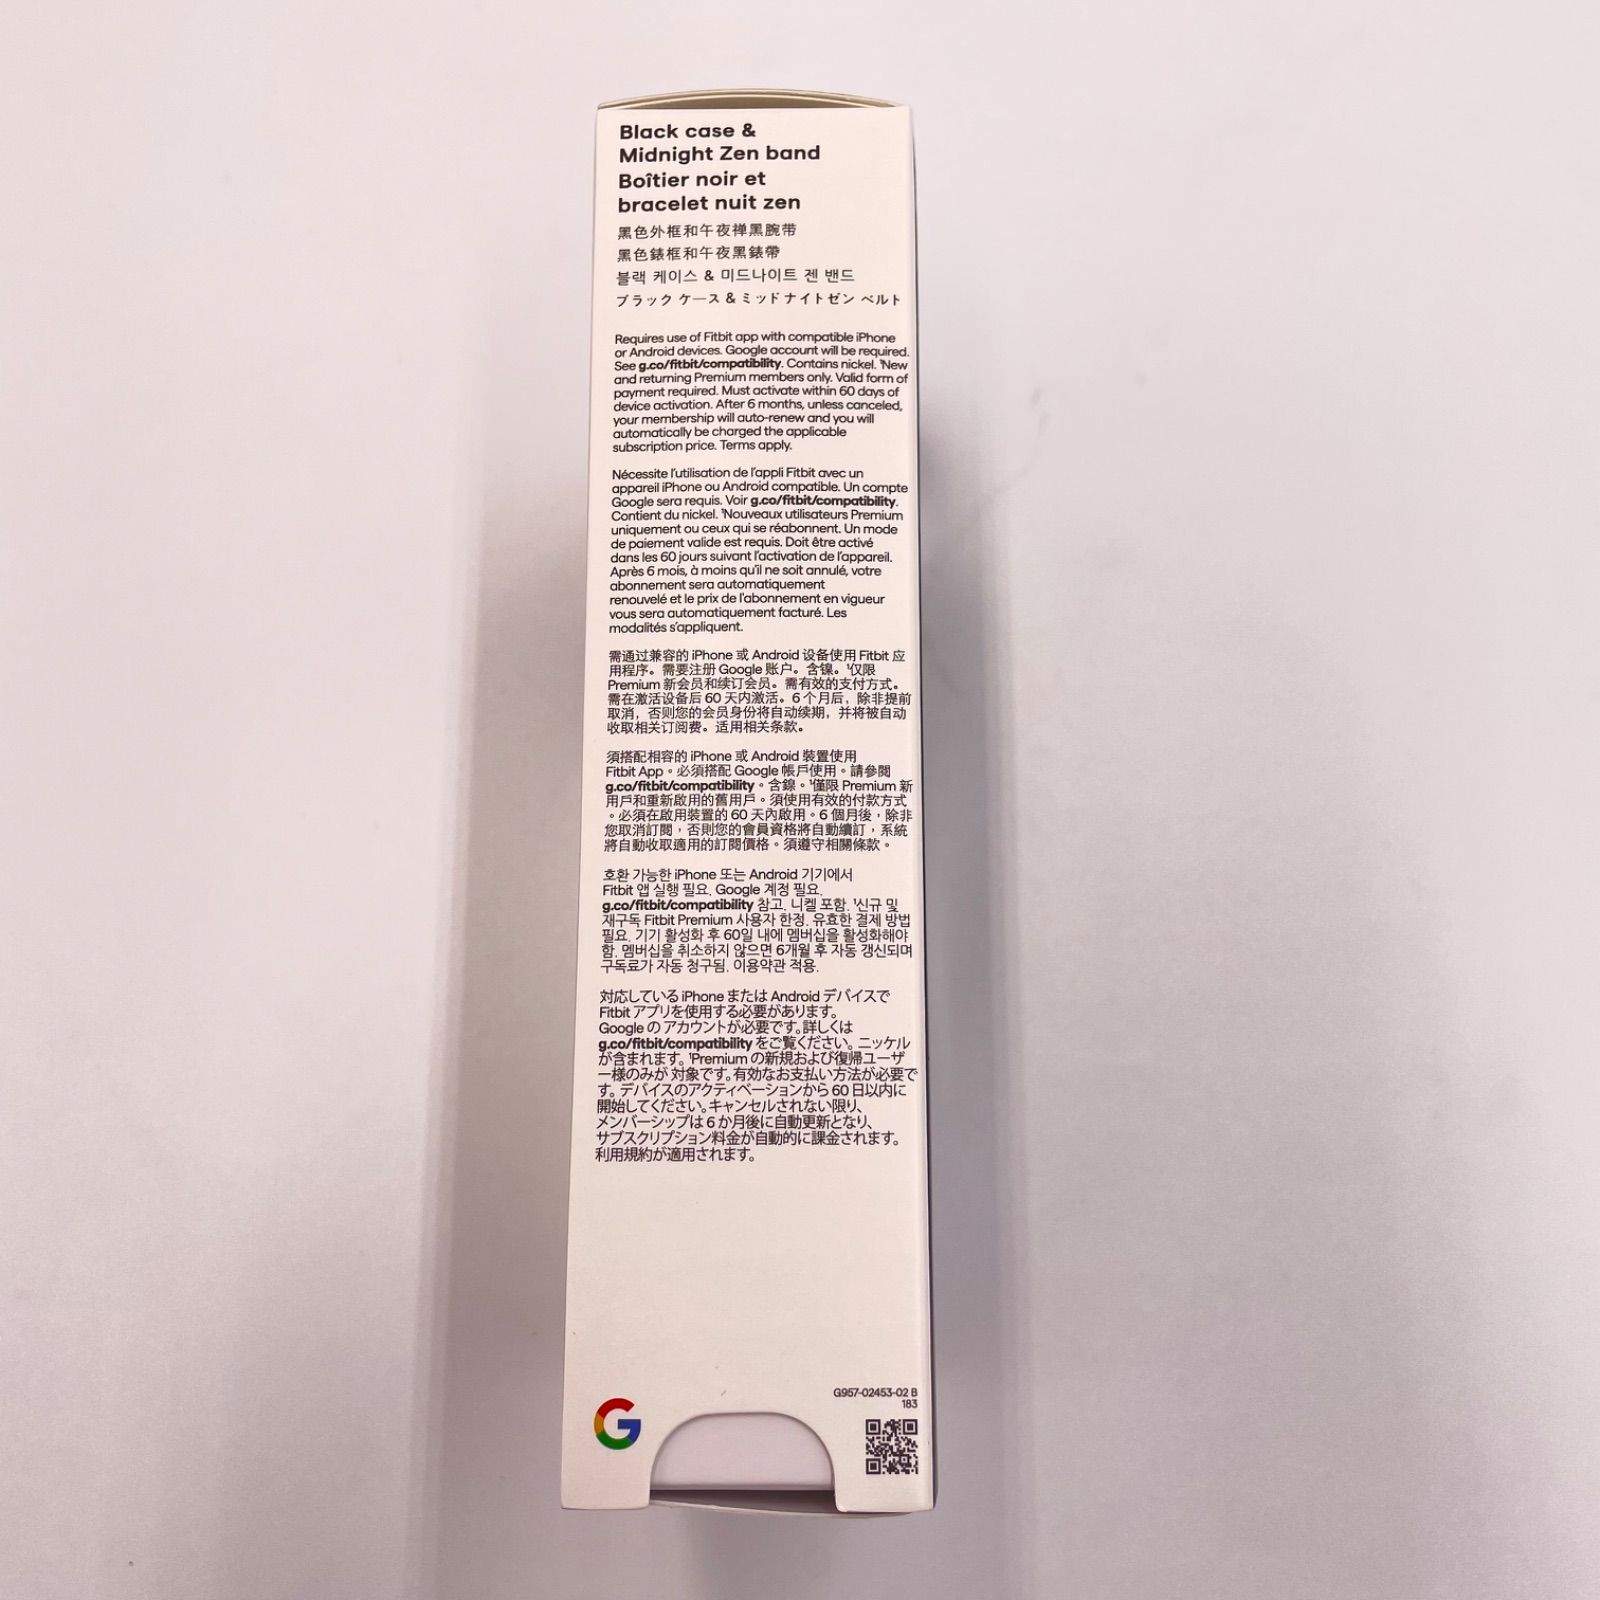 Black case &
Midnight Zen band
Boîtier noir et
bracelet nuit zen
黑色外框和午夜禅黑腕带
黑色錶框和午夜黑錶帶
블랙 케이스 & 미드나이트 젠 밴드
ブラック ケース & ミッドナイトゼン ベルト
Requires use of Fitbit app with compatible iPhone
or Android devices. Google account will be required.
See g.co/fitbit/compatibility. Contains nickel. ¹New
and returning Premium members only. Valid form of
payment required. Must activate within 60 days of
device activation. After 6 months, unless canceled,
your membership will auto-renew and you will
automatically be charged the applicable
subscription price. Terms apply.
Nécessite l'utilisation de l'appli Fitbit avec un
appareil iPhone ou Android compatible. Un compte
Google sera requis. Voir g.co/fitbit/compatibility.
Contient du nickel. ¹Nouveaux utilisateurs Premium
uniquement ou ceux qui se réabonnent. Un mode
de paiement valide est requis. Doit être activé
dans les 60 jours suivant l'activation de l'appareil.
Après 6 mois, à moins qu'il ne soit annulé, votre
abonnement sera automatiquement
renouvelé et le prix de l'abonnement en vigueur
vous sera automatiquement facturé. Les
modalités s'appliquent.
需通过兼容的 iPhone 或 Android 设备使用 Fitbit 应
用程序。需要注册 Google 账户。含镍。¹仅限
Premium 新会员和续订会员。需有效的支付方式。
需在激活设备后 60 天内激活。6 个月后，除非提前
取消，否则您的会员身份将自动续期，并将被自动
收取相关订阅费。适用相关条款。
須搭配相容的 iPhone 或 Android 裝置使用
Fitbit App。必須搭配 Google 帳戶使用。請參閱
g.co/fitbit/compatibility。含鎳。¹僅限 Premium 新
用戶和重新啟用的舊用戶。須使用有效的付款方式
。必須在啟用裝置的 60 天內啟用。6 個月後，除非
您取消訂閱，否則您的會員資格將自動續訂，系統
將自動收取適用的訂閱價格。須遵守相關條款。
호환 가능한 iPhone 또는 Android 기기에서
Fitbit 앱 실행 필요. Google 계정 필요.
g.co/fitbit/compatibility 참고. 니켈 포함. ¹신규 및
재구독 Fitbit Premium 사용자 한정. 유효한 결제 방법
필요. 기기 활성화 후 60일 내에 멤버십을 활성화해야
함. 멤버십을 취소하지 않으면 6개월 후 자동 갱신되며
구독료가 자동 청구됨. 이용약관 적용.
対応している iPhone または Android デバイスで
Fitbit アプリを使用する必要があります。
Google の アカウントが必要です。詳しくは
g.co/fitbit/compatibility をご覧ください。ニッケル
が含まれます。¹Premium の新規および復帰ユーザ
ー様のみが 対象です。有効なお支払い方法が必要で
す。デバイスのアクティベーションから 60 日以内に
開始してください。キャンセルされない限り、
メンバーシップは 6 か月後に自動更新となり、
サブスクリプション料金が自動的に課金されます。
利用規約が適用されます。
G957-02453-02 B
183
G